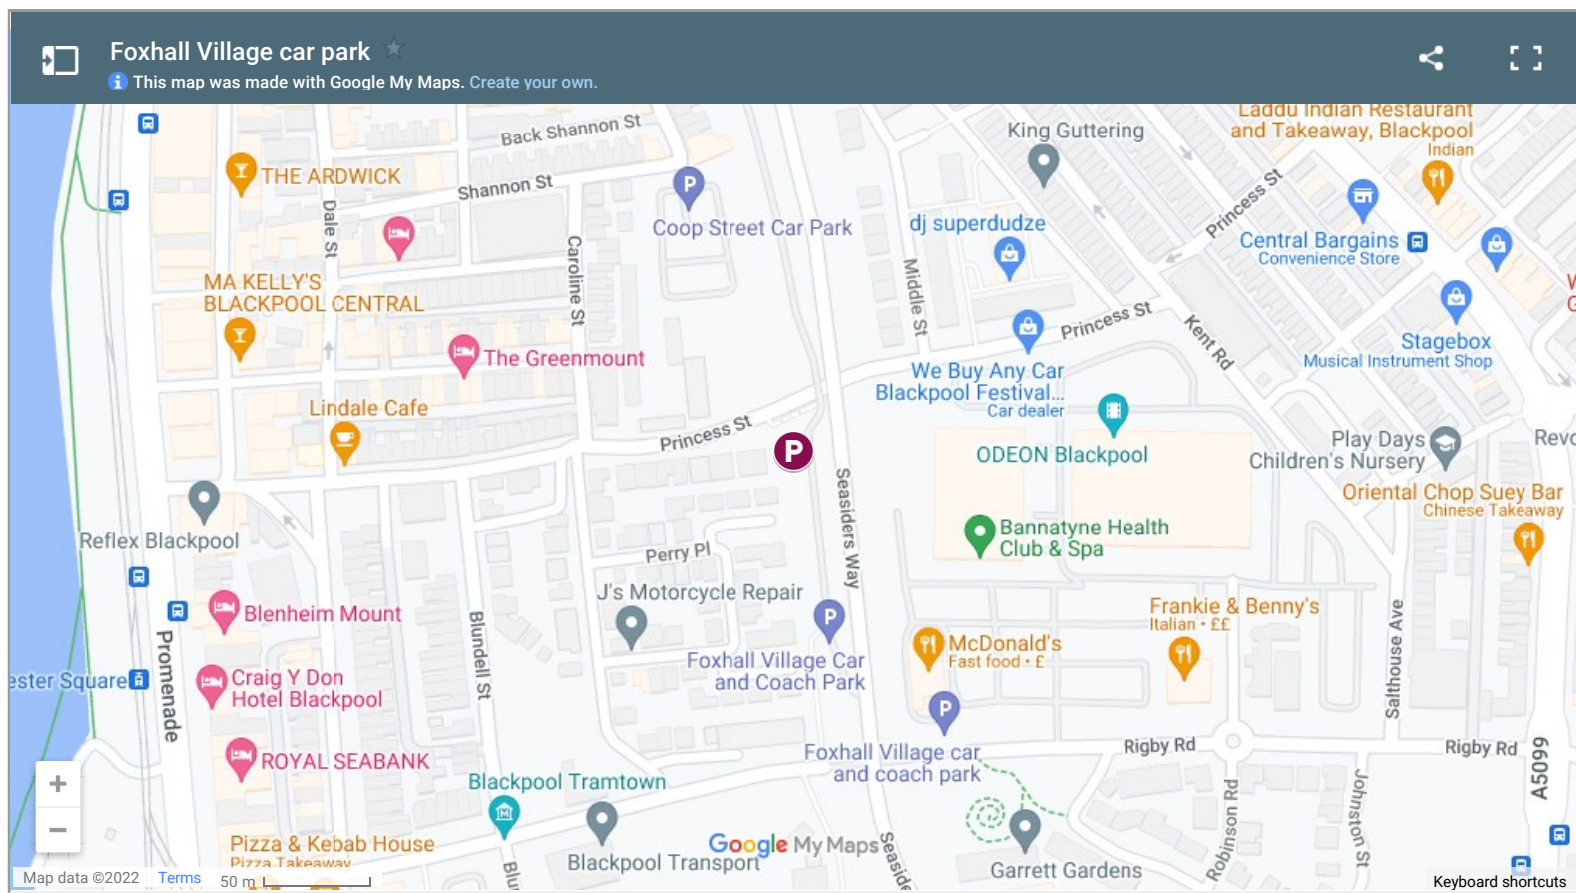 Foxhall Village car park
This map was made with Google My Maps. Create your own.
Back Shannon St
King Guttering
Laddu Indian Restaurant
and Takeaway, Blackpool
Indian
THE ARDWICK
Shannon St
P
Coop Street Car Park
Dale St
Caroline St
dj superdudze
Middle St
Princess St
Central Bargains
Convenience Store
MA KELLY'S
BLACKPOOL CENTRAL
The Greenmount
We Buy Any Car
Blackpool Festival...
Car dealer
Princess St
Kent Rd
Stagebox
Musical Instrument Shop
Lindale Cafe
Princess St
P
ODEON Blackpool
Play Days
Children's Nursery
Oriental Chop Suey Bar
Chinese Takeaway
Reflex Blackpool
Seasiders Way
Bannatyne Health
Club & Spa
Perry Pl
J's Motorcycle Repair
P
Foxhall Village Car
and Coach Park
Blenheim Mount
Blundell St
McDonald's
Fast food • £
Frankie & Benny's
Italian • ££
Salthouse Ave
Promenade
ester Square
Craig Y Don
Hotel Blackpool
P
Foxhall Village car
and coach park
Rigby Rd
Rigby Rd
A5099
ROYAL SEABANK
Blackpool Tramtown
M
Robinson Rd
Johnston St
Pizza & Kebab House
Pizza Takeaway
Blackpool Transport
Google My Maps
Garrett Gardens
+
−
Map data ©2022
Terms
50 m
Keyboard shortcuts